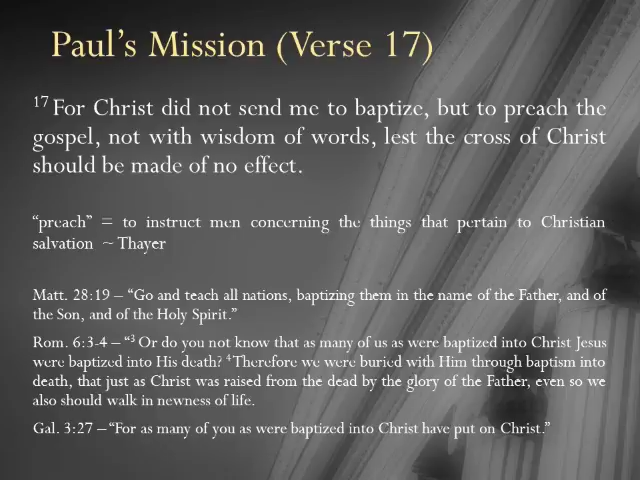 Paul’s Mission (Verse 17)
17 For Christ did not send me to baptize, but to preach the
gospel, not with wisdom of words, lest the cross of Christ
should be made of no effect.
“preach” = to instruct men concerning the things that pertain to Christian
salvation ~ Thayer
Matt. 28:19 – “Go and teach all nations, baptizing them in the name of the Father, and of
the Son, and of the Holy Spirit.”
Rom. 6:3-4 – “3 Or do you not know that as many of us as were baptized into Christ Jesus
were baptized into His death? 4 Therefore we were buried with Him through baptism into
death, that just as Christ was raised from the dead by the glory of the Father, even so we
also should walk in newness of life.
Gal. 3:27 – “For as many of you as were baptized into Christ have put on Christ.”